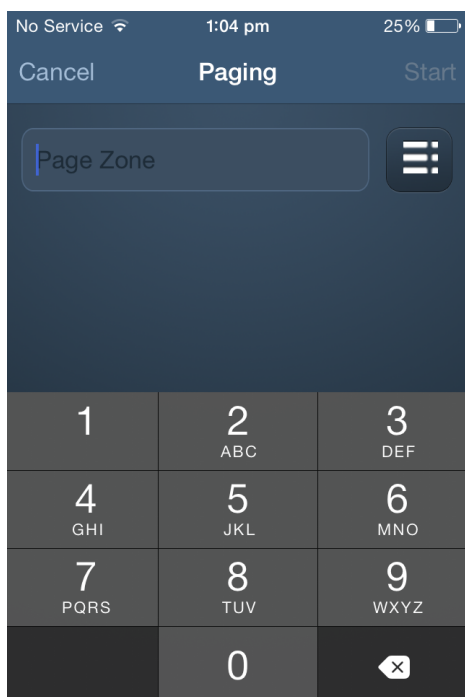 No Service 1:04 pm 25%
Cancel Paging Start
Page Zone
1 2 3
ABC DEF
4 5 6
GHI JKL MNO
7 8 9
PQRS TUV WXYZ
0